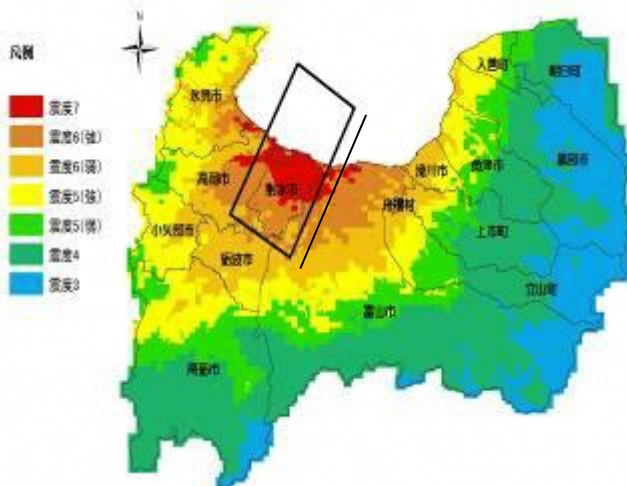 N
凡例
震度7
震度6(強)
震度6(弱)
震度5(強)
震度5(弱)
震度4
震度3
入善町
朝日町
氷見市
黒部市
魚津市
滑川市
高岡市
射水市
舟橋村
上市町
小矢部市
砺波市
立山町
富山市
南砺市